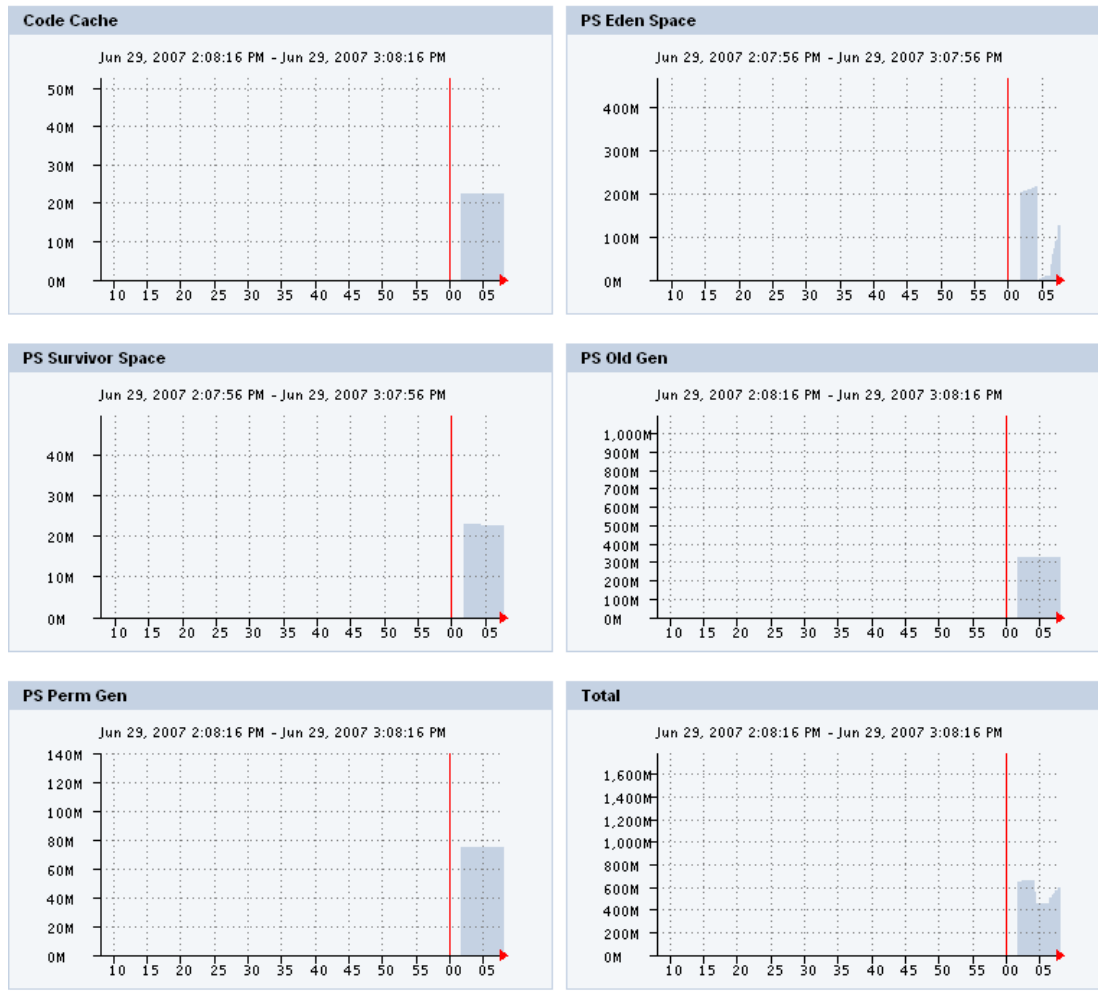 Code Cache
Jun 29, 2007 2:08:16 PM - Jun 29, 2007 3:08:16 PM
50M
40M
30M
20M
10M
0M
10 15 20 25 30 35 40 45 50 55 00 05
PS Eden Space
Jun 29, 2007 2:07:56 PM - Jun 29, 2007 3:07:56 PM
400M
300M
200M
100M
0M
10 15 20 25 30 35 40 45 50 55 00 05
PS Survivor Space
Jun 29, 2007 2:07:56 PM - Jun 29, 2007 3:07:56 PM
40M
30M
20M
10M
0M
10 15 20 25 30 35 40 45 50 55 00 05
PS Old Gen
Jun 29, 2007 2:08:16 PM - Jun 29, 2007 3:08:16 PM
1,000M
900M
800M
700M
600M
500M
400M
300M
200M
100M
0M
10 15 20 25 30 35 40 45 50 55 00 05
PS Perm Gen
Jun 29, 2007 2:08:16 PM - Jun 29, 2007 3:08:16 PM
140M
120M
100M
80M
60M
40M
20M
0M
10 15 20 25 30 35 40 45 50 55 00 05
Total
Jun 29, 2007 2:08:16 PM - Jun 29, 2007 3:08:16 PM
1,600M
1,400M
1,200M
1,000M
800M
600M
400M
200M
0M
10 15 20 25 30 35 40 45 50 55 00 05